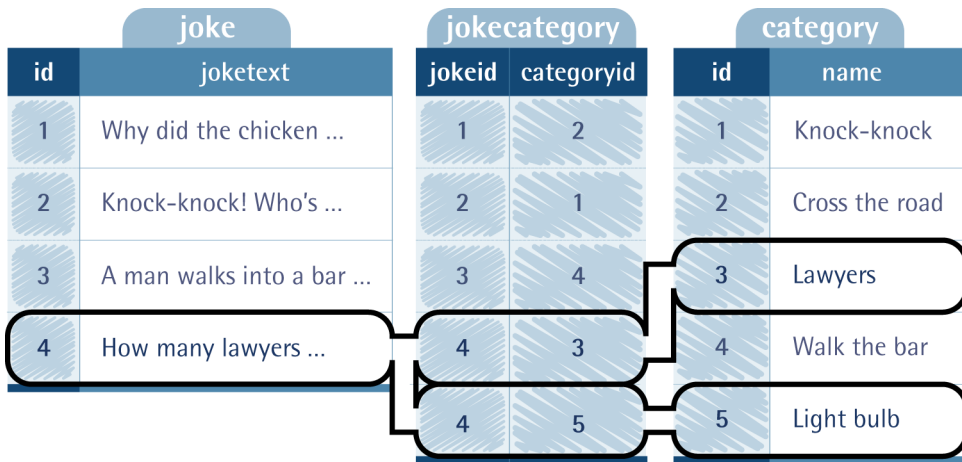 joke jokecategory category
id joketext jokeid categoryid id name
1 Why did the chicken ... 1 2 1 Knock-knock
2 Knock-knock! Who's ... 2 1 2 Cross the road
3 A man walks into a bar ... 3 4 3 Lawyers
4 How many lawyers ... 4 3 4 Walk the bar
4 5 5 Light bulb